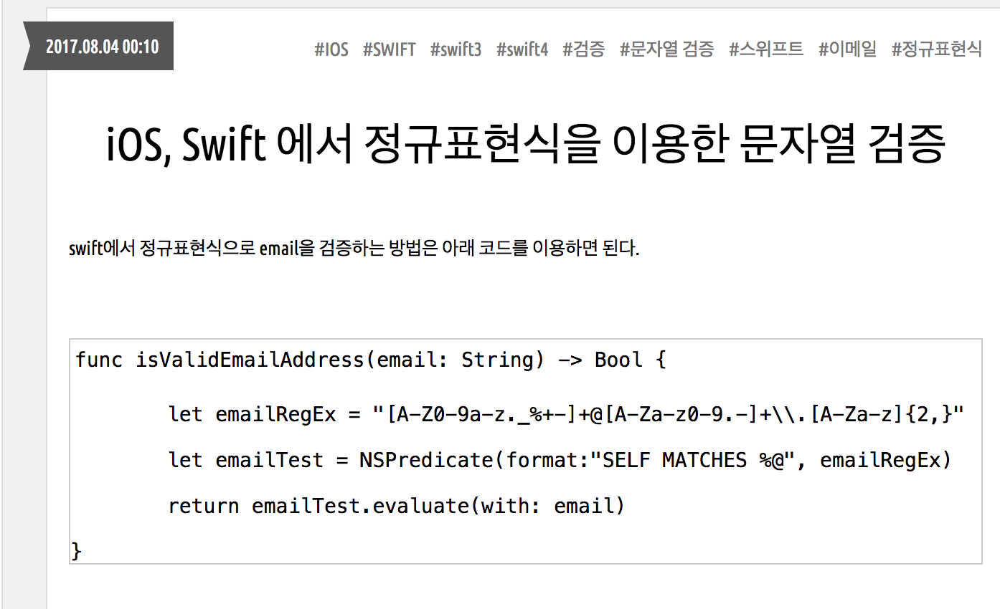 2017.08.04 00:10
#IOS #SWIFT #swift3 #swift4 #검증 #문자열 검증 #스위프트 #이메일 #정규표현식
iOS, Swift 에서 정규표현식을 이용한 문자열 검증
swift에서 정규표현식으로 email을 검증하는 방법은 아래 코드를 이용하면 된다.
func isValidEmailAddress(email: String) -> Bool {
let emailRegEx = "[A-Z0-9a-z._%+-]+@[A-Za-z0-9.-]+\\.[A-Za-z]{2,}"
let emailTest = NSPredicate(format:"SELF MATCHES %@", emailRegEx)
return emailTest.evaluate(with: email)
}